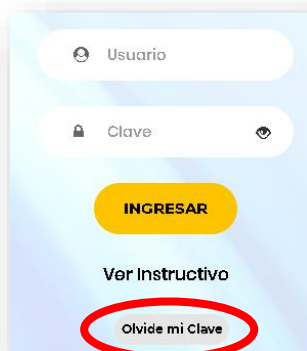 Usuario
Clave
INGRESAR
Ver Instructivo
Olvide mi Clave